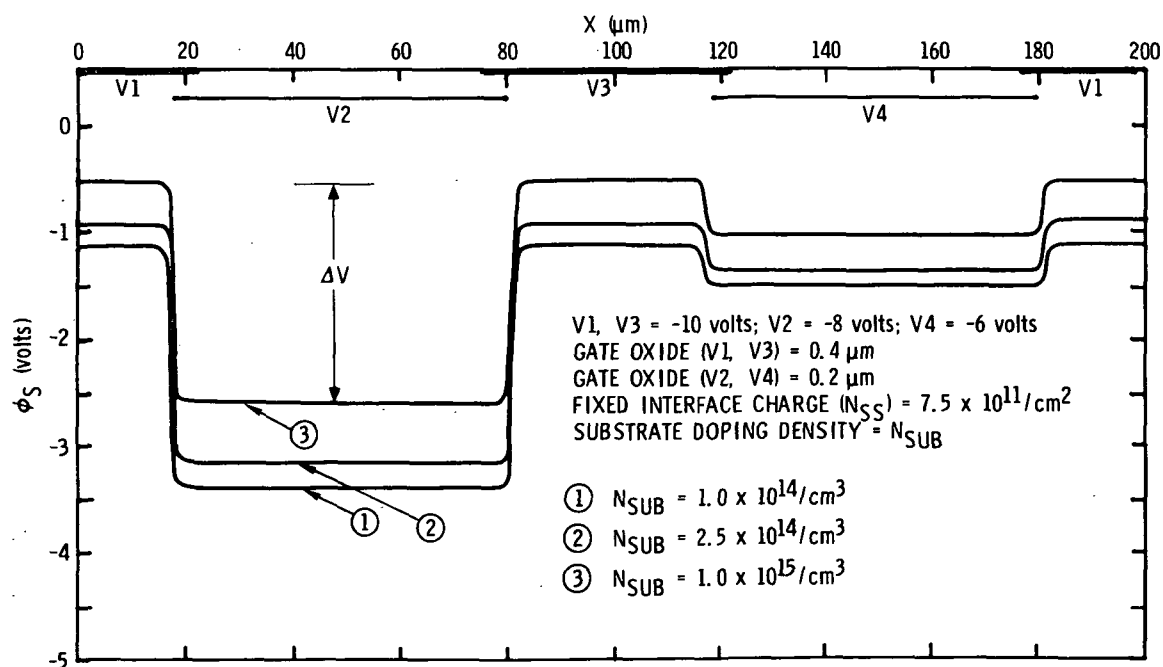 X (μm)
0 20 40 60 80 100 120 140 160 180 200
V1 V3 V1
V2 V4
0
-1
-2
-3
-4
-5
ϕS (volts)
ΔV
V1, V3 = -10 volts; V2 = -8 volts; V4 = -6 volts
GATE OXIDE (V1, V3) = 0.4 μm
GATE OXIDE (V2, V4) = 0.2 μm
FIXED INTERFACE CHARGE (NSS) = 7.5 x 10^11/cm^2
SUBSTRATE DOPING DENSITY = NSUB
③
②
①
① NSUB = 1.0 x 10^14/cm^3
② NSUB = 2.5 x 10^14/cm^3
③ NSUB = 1.0 x 10^15/cm^3